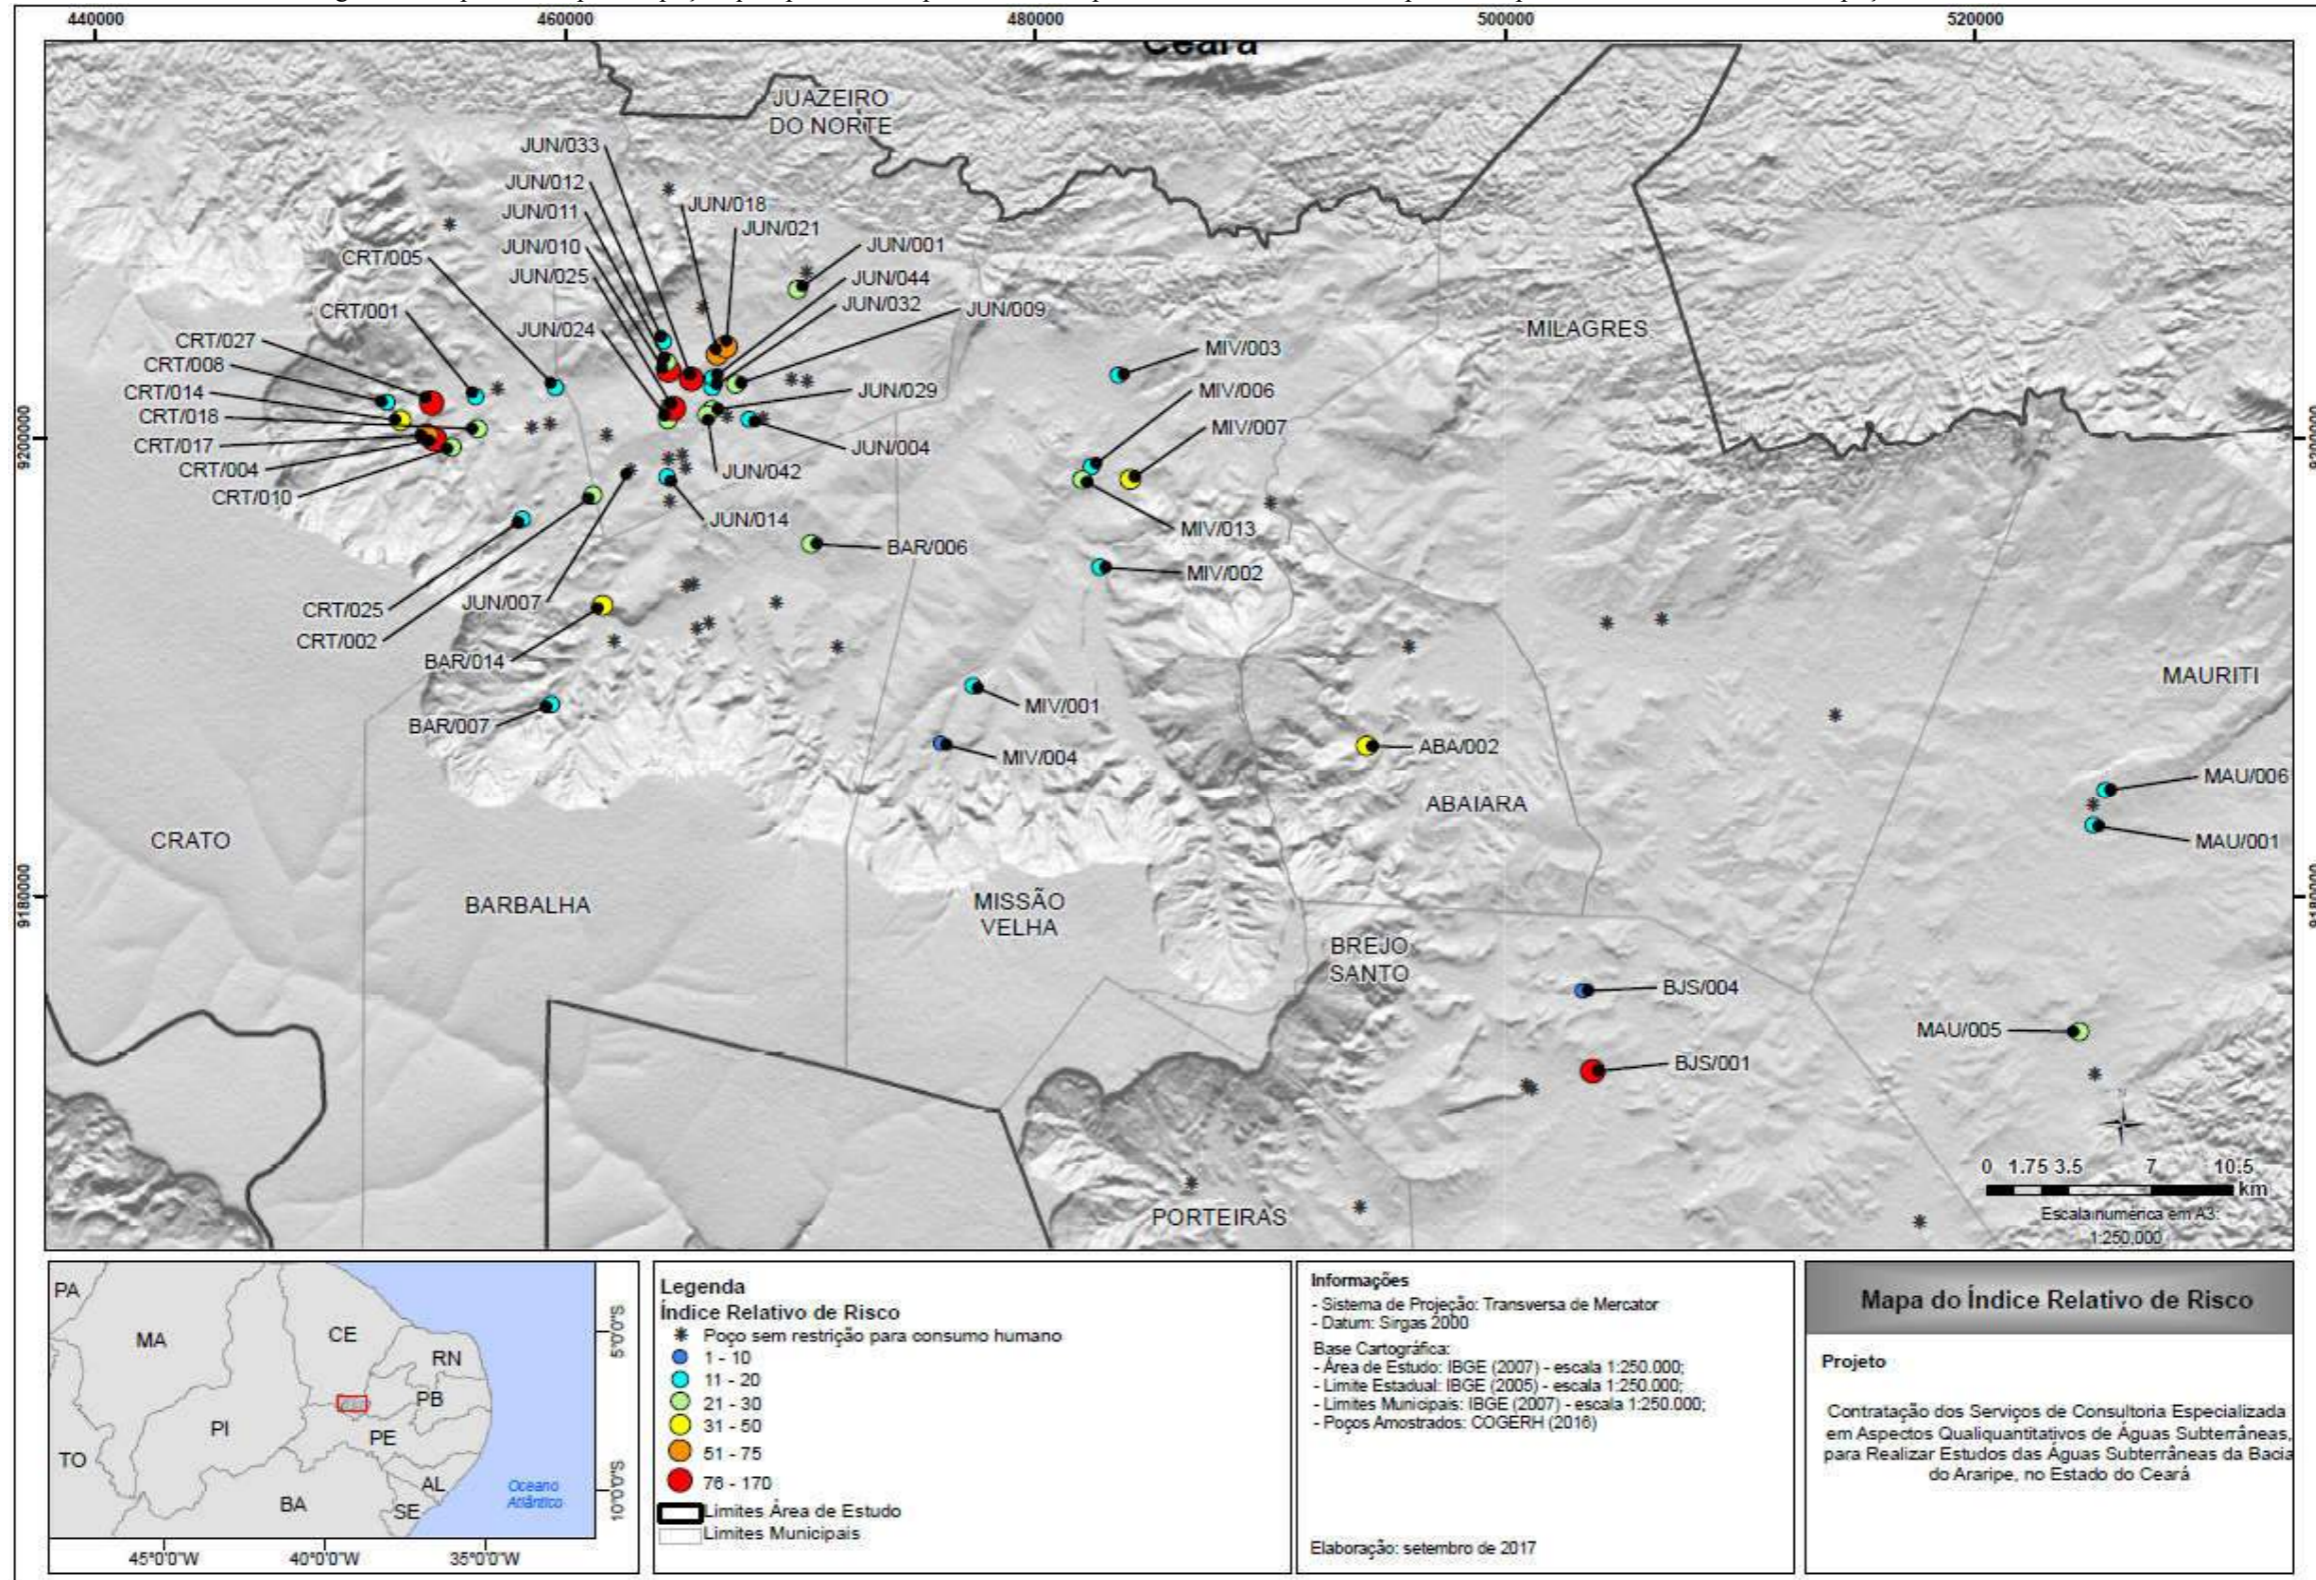 440000
460000
480000
500000
520000
Ceará
JUAZEIRO
DO NORTE
JUN/033
JUN/012
JUN/018
JUN/011
JUN/021
JUN/010
JUN/001
CRT/005
JUN/025
JUN/044
JUN/032
CRT/001
JUN/009
JUN/024
MILAGRES
CRT/027
MIV/003
CRT/008
CRT/014
JUN/029
MIV/006
CRT/018
MIV/007
CRT/017
JUN/004
9200000
CRT/004
JUN/042
CRT/010
JUN/014
MIV/013
BAR/006
MIV/002
CRT/025
JUN/007
CRT/002
BAR/014
MAURITI
MIV/001
BAR/007
MIV/004
ABA/002
MAU/006
ABAIARA
CRATO
MAU/001
9180000
BARBALHA
MISSÃO
VELHA
BREJO
SANTO
BJS/004
MAU/005
BJS/001
0 1.75 3.5 7 10.5
km
PORTEIRAS
Escala numérica em A3:
1:250.000
PA
MA
CE
RN
PB
PI
PE
TO
AL
BA
SE
Oceano
Atlântico
5°0'0"S
10°0'0"S
45°0'0"W
40°0'0"W
35°0'0"W
Legenda
Índice Relativo de Risco
Poço sem restrição para consumo humano
1 - 10
11 - 20
21 - 30
31 - 50
51 - 75
76 - 170
Limites Área de Estudo
Limites Municipais
Informações
- Sistema de Projeção: Transversa de Mercator
- Datum: Sirgas 2000
Base Cartográfica:
- Área de Estudo: IBGE (2007) - escala 1:250.000;
- Limite Estadual: IBGE (2005) - escala 1:250.000;
- Limites Municipais: IBGE (2007) - escala 1:250.000;
- Poços Amostrados: COGERH (2016)
Elaboração: setembro de 2017
Mapa do Índice Relativo de Risco
Projeto
Contratação dos Serviços de Consultoria Especializada
em Aspectos Qualiquantitativos de Águas Subterrâneas,
para Realizar Estudos das Águas Subterrâneas da Bacia
do Araripe, no Estado do Ceará